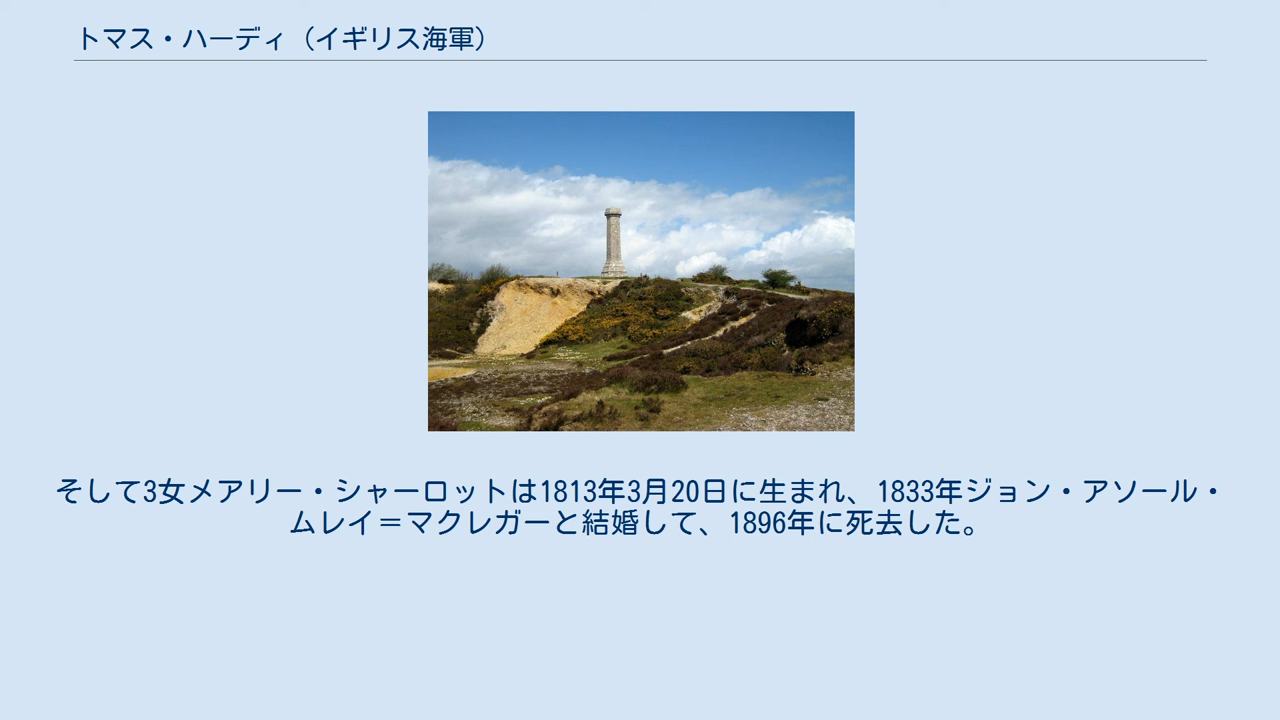 トマス・ハーディ（イギリス海軍）
そして3女メアリー・シャーロットは1813年3月20日に生まれ、1833年ジョン・アソール・
ムレイ＝マクレガーと結婚して、1896年に死去した。